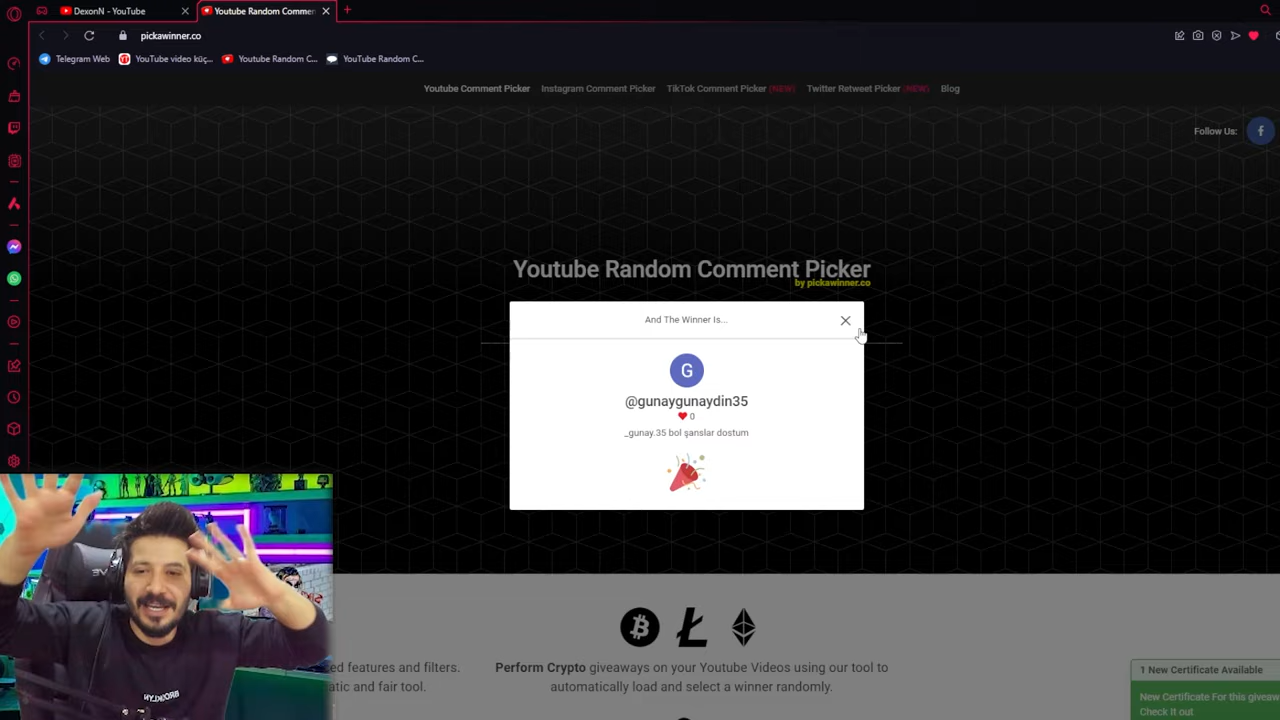 DexonN - YouTube
Youtube Random Commen
pickawinner.co
Telegram Web
YouTube video küç...
Youtube Random C...
YouTube Random C...
Youtube Comment Picker
Instagram Comment Picker
TikTok Comment Picker (NEW)
Twitter Retweet Picker (NEW)
Blog
Follow Us:
Youtube Random Comment Picker
by pickawinner.co
And The Winner Is...
G
@gunaygunaydin35
0
_gunay.35 bol şanslar dostum
ed features and filters.
atic and fair tool.
Perform Crypto giveaways on your Youtube Videos using our tool to
automatically load and select a winner randomly.
1 New Certificate Available
New Certificate For this giveaw
Check It out